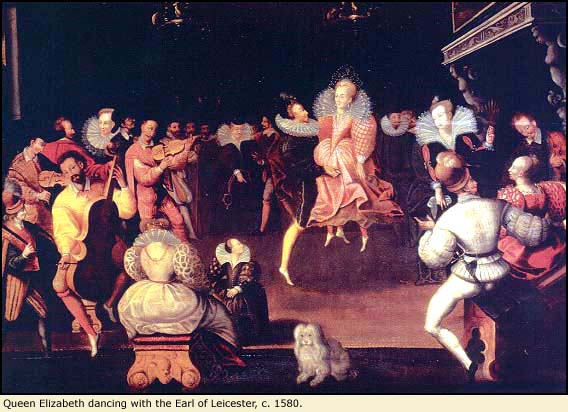 Queen Elizabeth dancing with the Earl of Leicester, c. 1580.